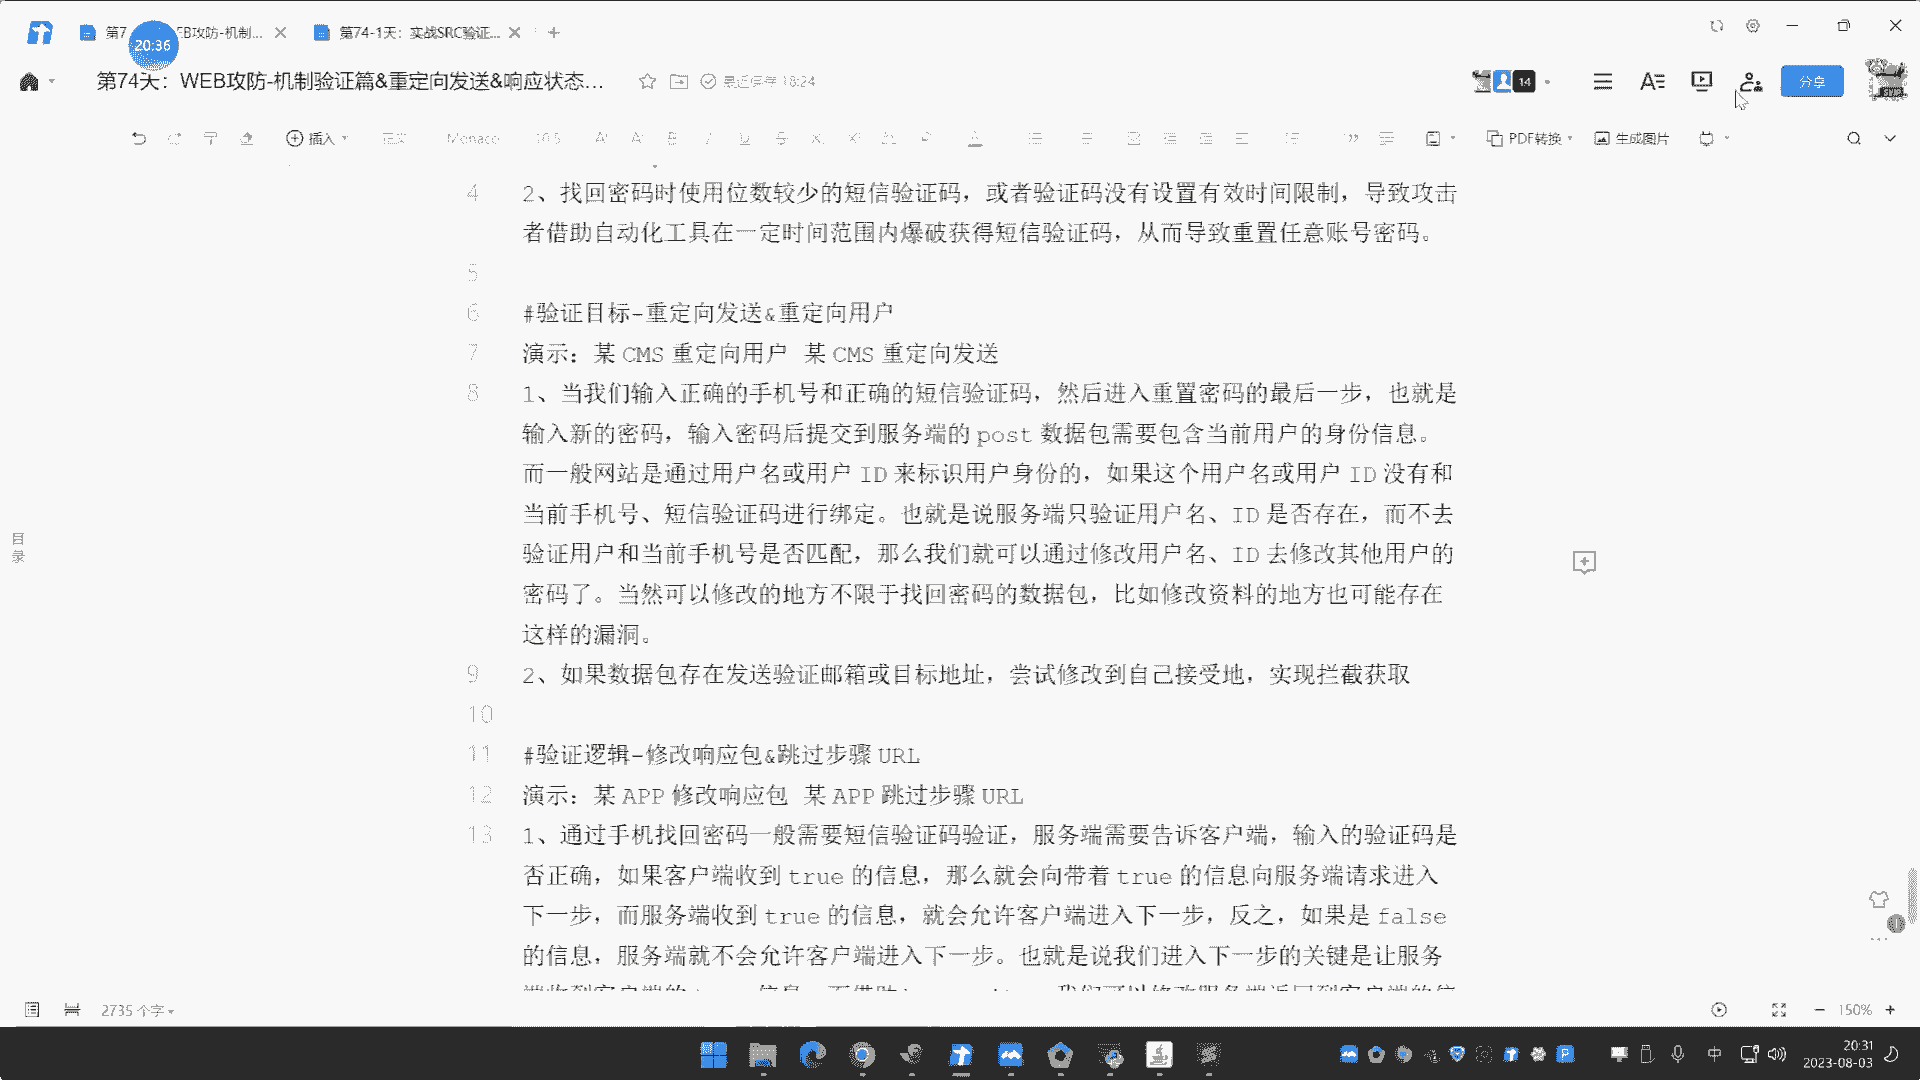 第7
EB攻防-机制...
第74-1天：实战SRC验证...
20:36
第74天：WEB攻防-机制验证篇&重定向发送&响应状态...
最近保存 18:24
14
分享
插入
正文
Monaco
10.5
PDF转换
生成图片
4 2、找回密码时使用位数较少的短信验证码，或者验证码没有设置有效时间限制，导致攻击
者借助自动化工具在一定时间范围内爆破获得短信验证码，从而导致重置任意账号密码。
5
6 #验证目标-重定向发送&重定向用户
7 演示：某 CMS 重定向用户 某 CMS 重定向发送
8 1、当我们输入正确的手机号和正确的短信验证码，然后进入重置密码的最后一步，也就是
输入新的密码，输入密码后提交到服务端的 post 数据包需要包含当前用户的身份信息。
而一般网站是通过用户名或用户 ID 来标识用户身份的，如果这个用户名或用户 ID 没有和
当前手机号、短信验证码进行绑定。也就是说服务端只验证用户名、ID 是否存在，而不去
验证用户和当前手机号是否匹配，那么我们就可以通过修改用户名、ID 去修改其他用户的
密码了。当然可以修改的地方不限于找回密码的数据包，比如修改资料的地方也可能存在
这样的漏洞。
9 2、如果数据包存在发送验证邮箱或目标地址，尝试修改到自己接受地，实现拦截获取
10
11 #验证逻辑-修改响应包&跳过步骤 URL
12 演示：某 APP 修改响应包 某 APP 跳过步骤 URL
13 1、通过手机找回密码一般需要短信验证码验证，服务端需要告诉客户端，输入的验证码是
否正确，如果客户端收到 true 的信息，那么就会向带着 true 的信息向服务端请求进入
下一步，而服务端收到 true 的信息，就会允许客户端进入下一步，反之，如果是 false
的信息，服务端就不会允许客户端进入下一步。也就是说我们进入下一步的关键是让服务
目
录
2735 个字
150%
中
20:31
2023-08-03